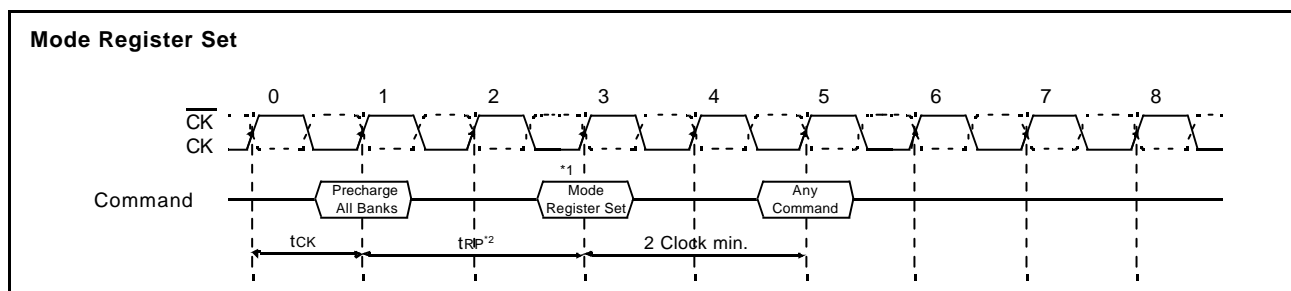 Mode Register Set
0 1 2 3 4 5 6 7 8
CK
CK
*1
Command
Precharge All Banks
Mode Register Set
Any Command
tCK
tRP*2
2 Clock min.